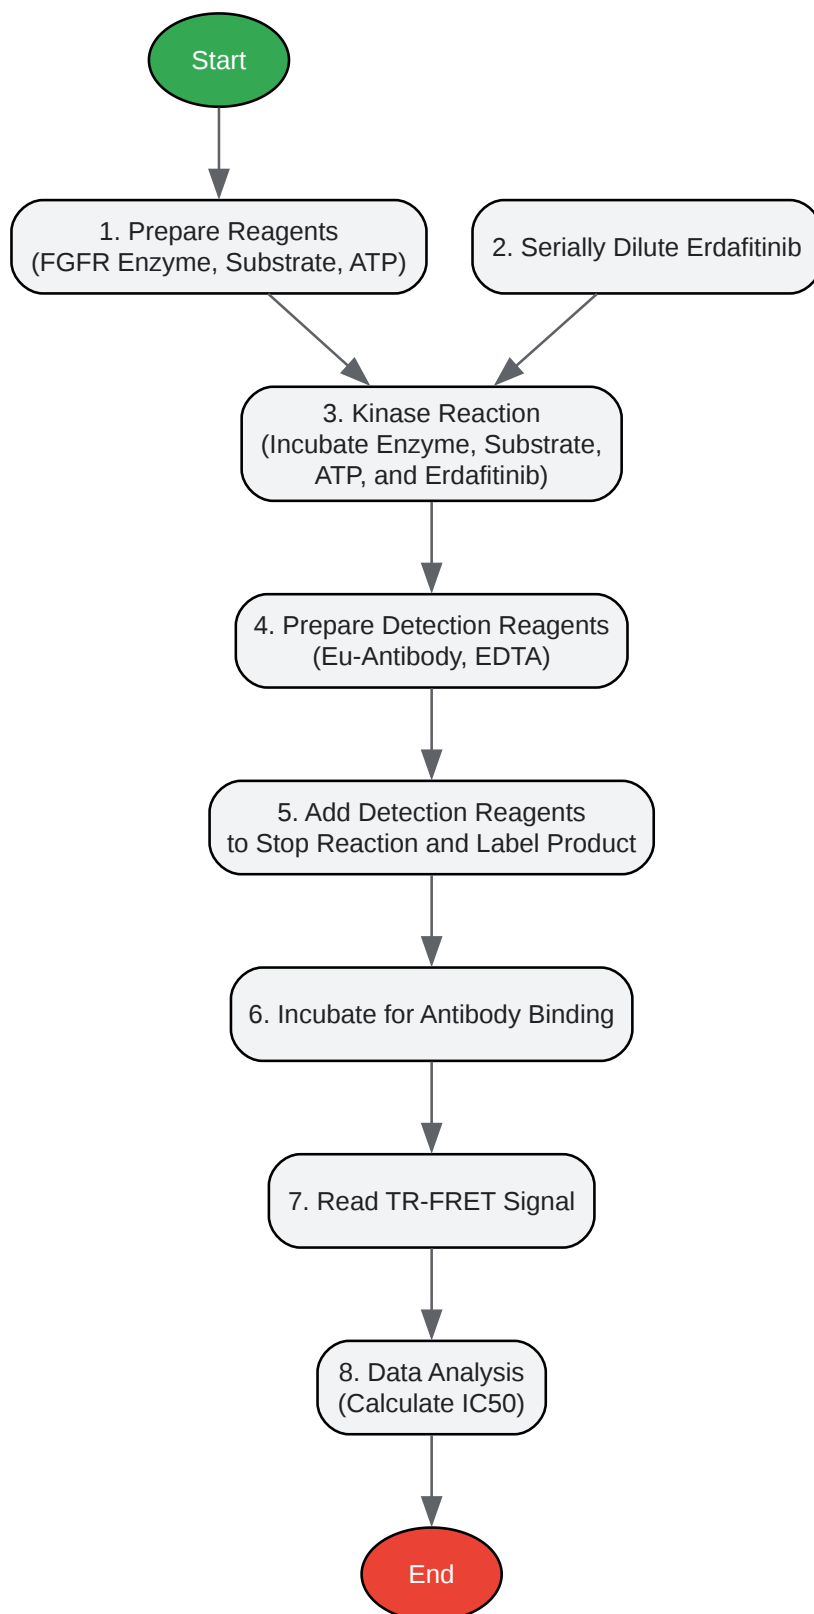 Start
1. Prepare Reagents
(FGFR Enzyme, Substrate, ATP)
2. Serially Dilute Erdafitinib
3. Kinase Reaction
(Incubate Enzyme, Substrate,
ATP, and Erdafitinib)
4. Prepare Detection Reagents
(Eu-Antibody, EDTA)
5. Add Detection Reagents
to Stop Reaction and Label Product
6. Incubate for Antibody Binding
7. Read TR-FRET Signal
8. Data Analysis
(Calculate IC50)
End